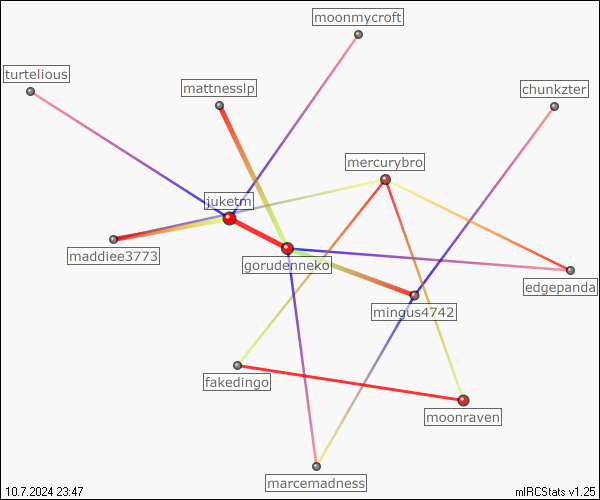 moonmycroft
turtelious
mattnesslp
chunkzter
mercurybro
juketm
maddiee3773
gorudenneko
edgepanda
mingus4742
fakedingo
moonraven
marcemadness
10.7.2024 23:47
mIRCStats v1.25